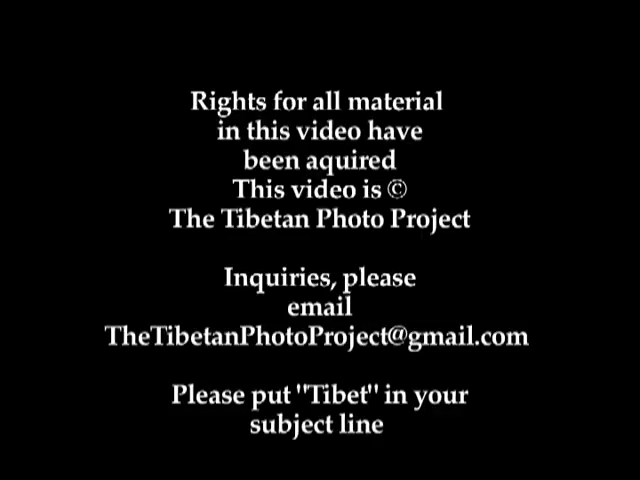 Rights for all material
in this video have
been aquired
This video is ©
The Tibetan Photo Project
Inquiries, please
email
TheTibetanPhotoProject@gmail.com
Please put "Tibet" in your
subject line